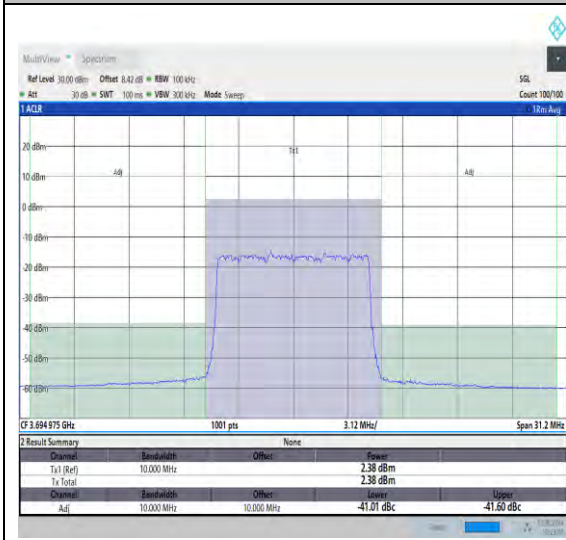 MultiView Spectrum
Ref Level 30.00 dBm Offset 8.42 dB RBW 100 kHz SGL
Att 30 dB SWT 100 ms VBW 300 kHz Mode Sweep Count 100/100
1 ACLR 1Rm Avg
Tx1
20 dBm
Adj Adj
10 dBm
0 dBm
-10 dBm
-20 dBm
-30 dBm
-40 dBm
-50 dBm
-60 dBm
CF 3.694 975 GHz 1001 pts 3.12 MHz/ Span 31.2 MHz
2 Result Summary None
Channel Bandwidth Offset Power
Tx1 (Ref) 10.000 MHz 2.38 dBm
Tx Total 2.38 dBm
Channel Bandwidth Offset Lower Upper
Adj 10.000 MHz 10.000 MHz -41.01 dBc -41.60 dBc